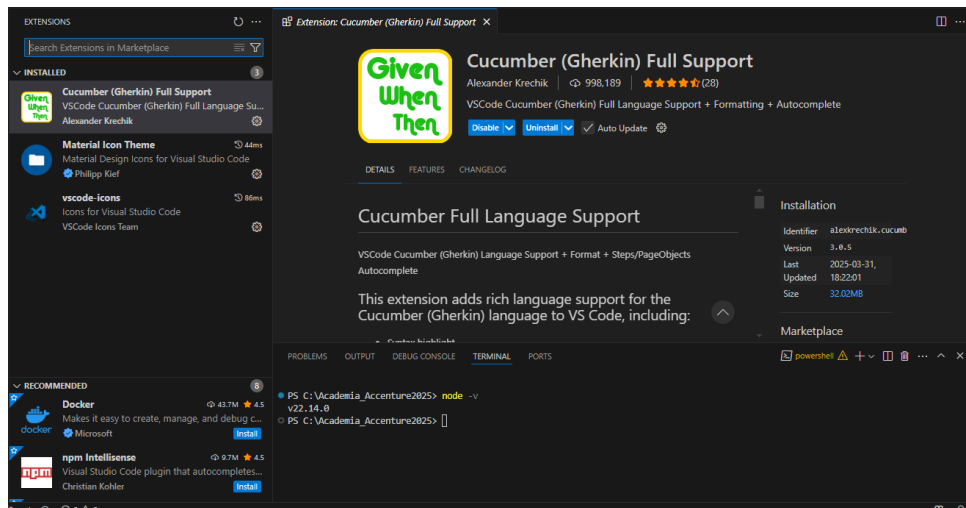 EXTENSIONS
Search Extensions in Marketplace
INSTALLED 3
Cucumber (Gherkin) Full Support
VSCode Cucumber (Gherkin) Full Language Su...
Alexander Krechik
Given
When
Then
Material Icon Theme 44ms
Material Design Icons for Visual Studio Code
Philipp Kief
vscode-icons 86ms
Icons for Visual Studio Code
VSCode Icons Team
RECOMMENDED 8
Docker 43.7M 4.5
Makes it easy to create, manage, and debug c...
Microsoft Install
docker
npm Intellisense 9.7M 4.5
Visual Studio Code plugin that autocompletes...
Christian Kohler Install
npm
Extension: Cucumber (Gherkin) Full Support
Given
When
Then
Cucumber (Gherkin) Full Support
Alexander Krechik 998,189 (28)
VSCode Cucumber (Gherkin) Full Language Support + Formatting + Autocomplete
Disable Uninstall Auto Update
DETAILS FEATURES CHANGELOG
Cucumber Full Language Support
VSCode Cucumber (Gherkin) Language Support + Format + Steps/PageObjects
Autocomplete
This extension adds rich language support for the
Cucumber (Gherkin) language to VS Code, including:
Syntax highlight
Installation
Identifier alexkrechik.cucumb
Version 3.0.5
Last 2025-03-31,
Updated 18:22:01
Size 32.02MB
Marketplace
PROBLEMS OUTPUT DEBUG CONSOLE TERMINAL PORTS
powershell
PS C:\Academia_Accenture2025> node -v
v22.14.0
PS C:\Academia_Accenture2025>